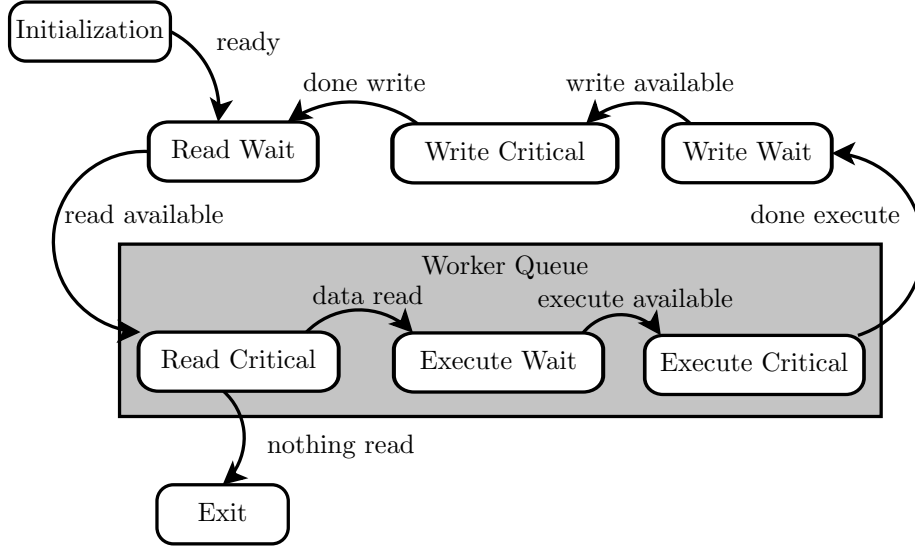 Initialization
ready
done write
write available
Read Wait
Write Critical
Write Wait
read available
done execute
Worker Queue
data read
execute available
Read Critical
Execute Wait
Execute Critical
nothing read
Exit